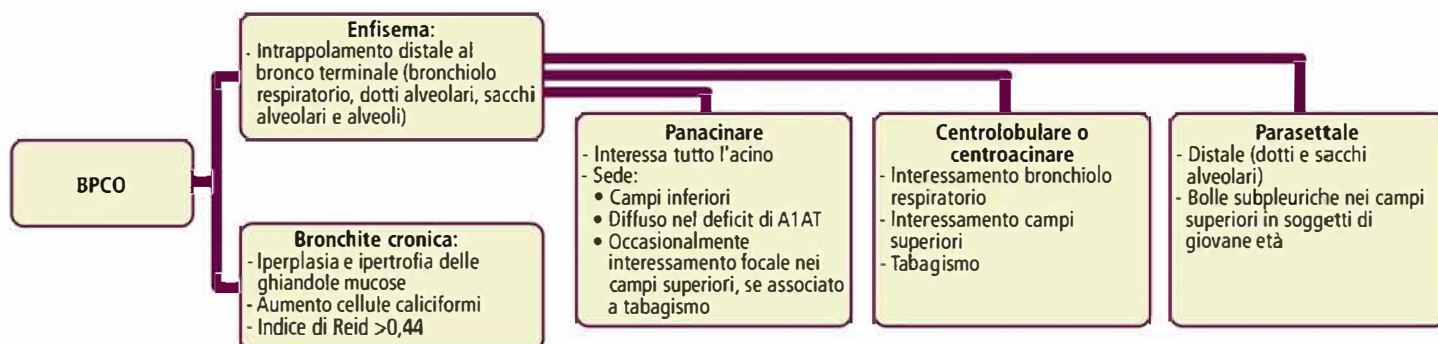 BPCO
Enfisema:
- Intrappolamento distale al
bronco terminale (bronchiolo
respiratorio, dotti alveolari, sacchi
alveolari e alveoli)
Bronchite cronica:
- Iperplasia e ipertrofia delle
ghiandole mucose
- Aumento cellule caliciformi
- Indice di Reid >0,44
Panacinare
- Interessa tutto l'acino
- Sede:
• Campi inferiori
• Diffuso nel deficit di A1AT
• Occasionalmente
interessamento focale nei
campi superiori, se associato
a tabagismo
Centrolobulare o
centroacinare
- Interessamento bronchiolo
respiratorio
- Interessamento campi
superiori
- Tabagismo
Parasettale
- Distale (dotti e sacchi
alveolari)
- Bolle subpleuriche nei campi
superiori in soggetti di
giovane età